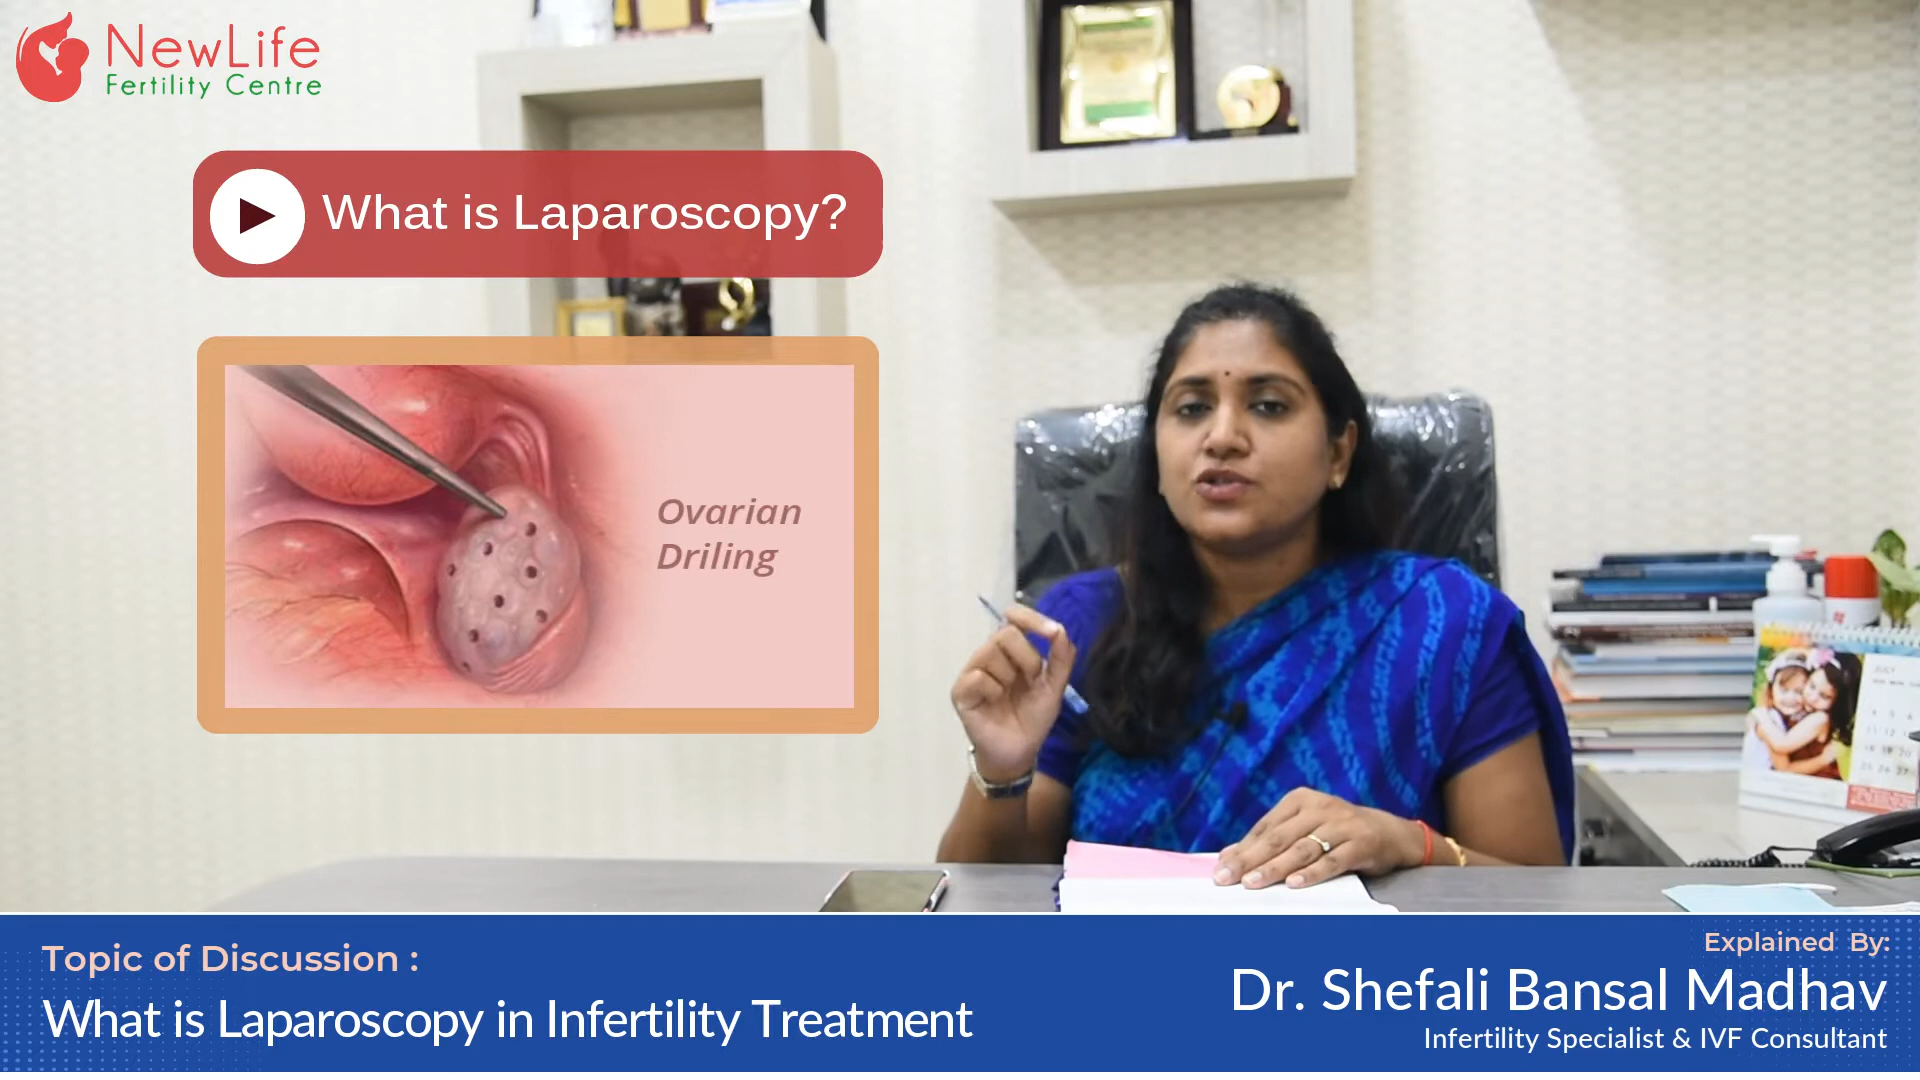 NewLife
Fertility Centre
What is Laparoscopy?
Ovarian
Driling
JULY
Topic of Discussion :
What is Laparoscopy in Infertility Treatment
Explained By:
Dr. Shefali Bansal Madhav
Infertility Specialist & IVF Consultant